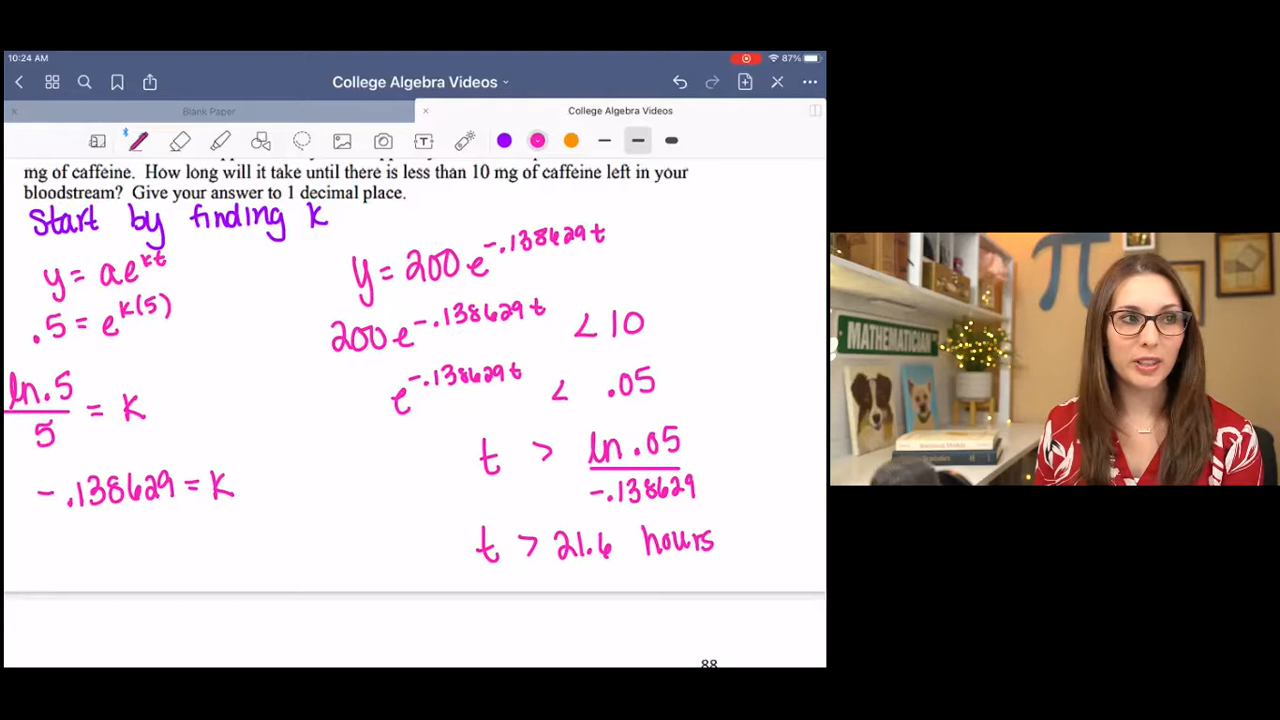 10:24 AM
87%
College Algebra Videos
Blank Paper
College Algebra Videos
mg of caffeine. How long will it take until there is less than 10 mg of caffeine left in your
bloodstream? Give your answer to 1 decimal place.
Start by finding k
y = ae^kt
.5 = e^k(5)
ln .5 / 5 = k
-.138629 = k
y = 200 e^-.138629t
200e^-.138629t < 10
e^-.138629t < .05
t > ln .05 / -.138629
t > 21.6 hours
88
MATHEMATICIAN